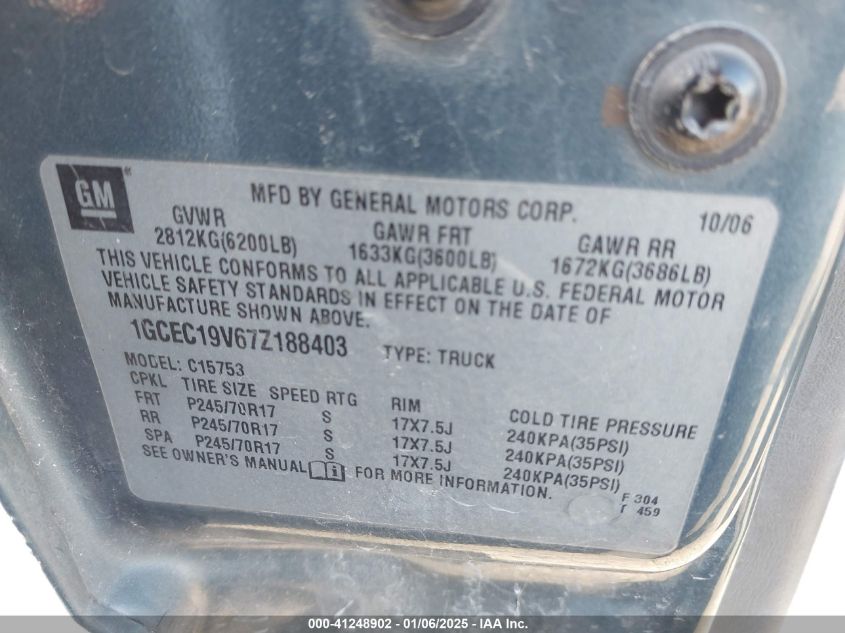 GM
MFD BY GENERAL MOTORS CORP. 10/06
GVWR GAWR FRT GAWR RR
2812KG(6200LB) 1633KG(3600LB) 1672KG(3686LB)
THIS VEHICLE CONFORMS TO ALL APPLICABLE U.S. FEDERAL MOTOR
VEHICLE SAFETY STANDARDS IN EFFECT ON THE DATE OF
MANUFACTURE SHOWN ABOVE.
1GCEC19V67Z188403 TYPE: TRUCK
MODEL: C15753
CPKL TIRE SIZE SPEED RTG RIM COLD TIRE PRESSURE
FRT P245/70R17 S 17X7.5J 240KPA(35PSI)
RR P245/70R17 S 17X7.5J 240KPA(35PSI)
SPA P245/70R17 S 17X7.5J 240KPA(35PSI)
SEE OWNER'S MANUAL FOR MORE INFORMATION.
F 304
T 459
000-41248902 - 01/06/2025 - IAAI